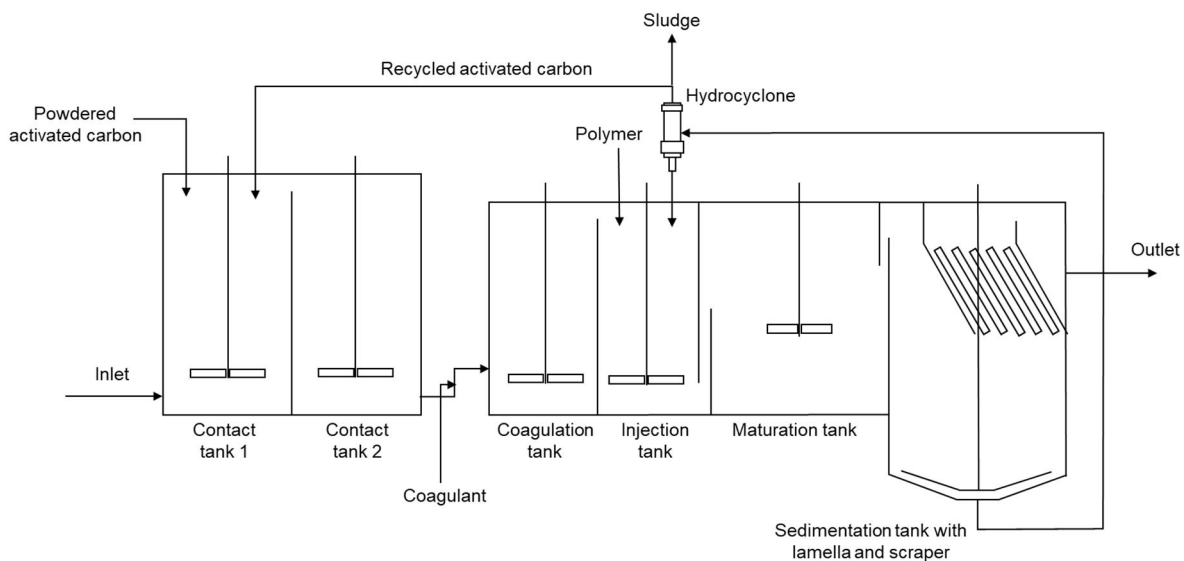 Sludge
Recycled activated carbon
Hydrocyclone
Powdered
activated carbon
Polymer
Outlet
Inlet
Contact
tank 1
Contact
tank 2
Coagulation
tank
Injection
tank
Maturation tank
Coagulant
Sedimentation tank with
lamella and scraper